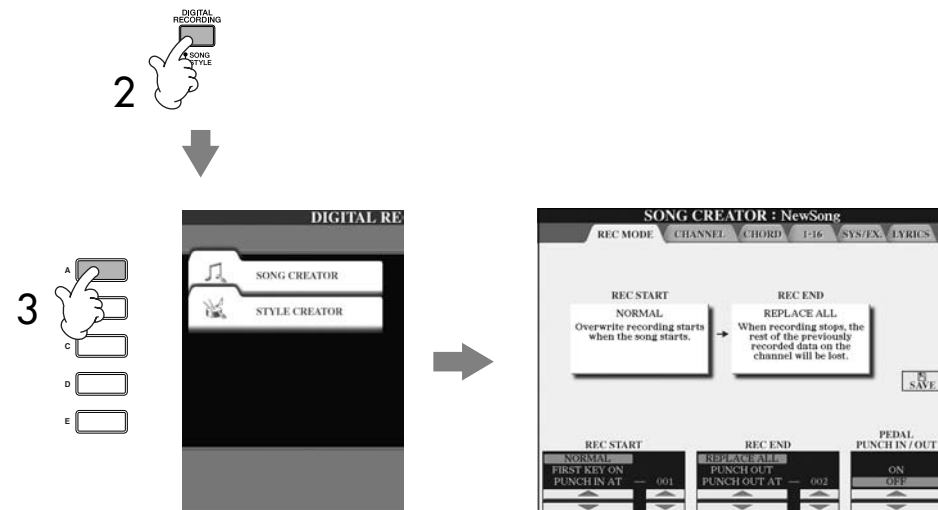 DIGITAL
RECORDING
SONG
STYLE
2
3
A
C
D
E
DIGITAL RE
SONG CREATOR
STYLE CREATOR
SONG CREATOR : NewSong
REC MODE CHANNEL CHORD 1-16 SYS/EX. LYRICS
REC START
NORMAL
Overwrite recording starts
when the song starts.
REC END
REPLACE ALL
When recording stops, the
rest of the previously
recorded data on the
channel will be lost.
SAVE
REC START
NORMAL
FIRST KEY ON
PUNCH IN AT — 001
REC END
REPLACE ALL
PUNCH OUT
PUNCH OUT AT — 002
PEDAL
PUNCH IN / OUT
ON
OFF